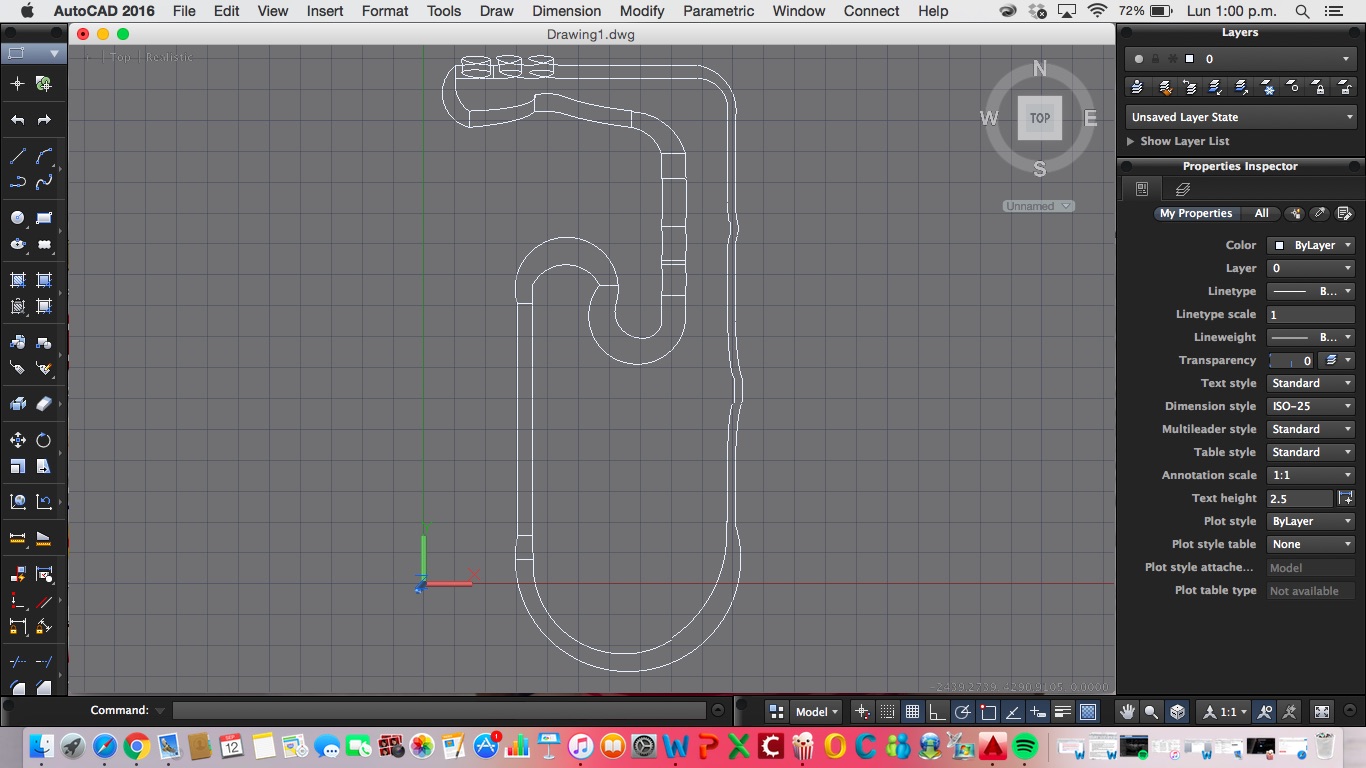 AutoCAD 2016 File Edit View Insert Format Tools Draw Dimension Modify Parametric Window Connect Help 72% Lun 1:00 p.m.
Drawing1.dwg
Top | Realistic
N
W TOP E
S
Unnamed
Y
X
-2439.2739, 4290.9105, 0.0000
Layers
0
Unsaved Layer State
Show Layer List
Properties Inspector
My Properties All
Color ByLayer
Layer 0
Linetype B...
Linetype scale 1
Lineweight B...
Transparency 0
Text style Standard
Dimension style ISO-25
Multileader style Standard
Table style Standard
Annotation scale 1:1
Text height 2.5
Plot style ByLayer
Plot style table None
Plot style attache... Model
Plot table type Not available
Command:
Model
1:1
SEP
12
1